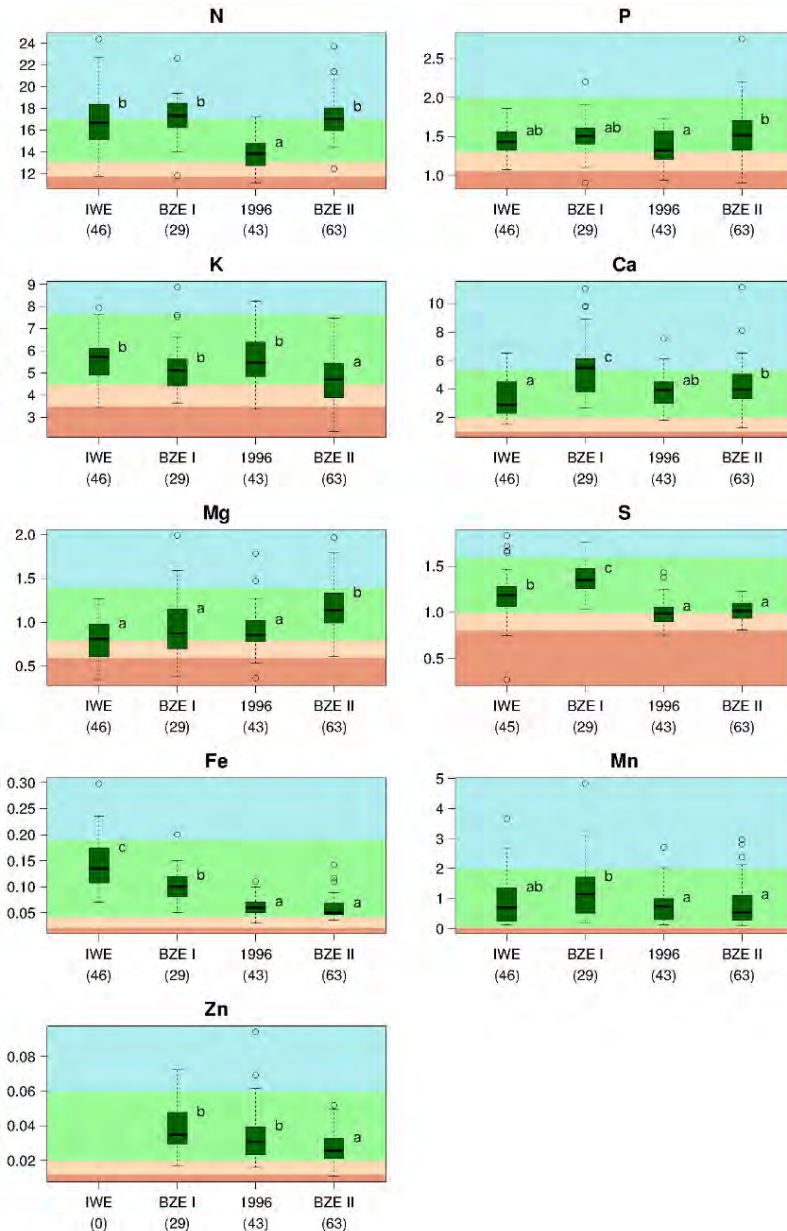 N
24
22
20
18
16
14
12
b
b
a
b
IWE
BZE I
1996
BZE II
(46)
(29)
(43)
(63)
P
2.5
2.0
1.5
1.0
ab
ab
a
b
IWE
BZE I
1996
BZE II
(46)
(29)
(43)
(63)
K
9
8
7
6
5
4
3
b
b
b
a
IWE
BZE I
1996
BZE II
(46)
(29)
(43)
(63)
Ca
10
8
6
4
2
a
c
ab
b
IWE
BZE I
1996
BZE II
(46)
(29)
(43)
(63)
Mg
2.0
1.5
1.0
0.5
a
a
a
b
IWE
BZE I
1996
BZE II
(46)
(29)
(43)
(63)
S
1.5
1.0
0.5
b
c
a
a
IWE
BZE I
1996
BZE II
(45)
(29)
(43)
(63)
Fe
0.30
0.25
0.20
0.15
0.10
0.05
c
b
a
a
IWE
BZE I
1996
BZE II
(46)
(29)
(43)
(63)
Mn
5
4
3
2
1
0
ab
b
a
a
IWE
BZE I
1996
BZE II
(46)
(29)
(43)
(63)
Zn
0.08
0.06
0.04
0.02
b
b
a
IWE
BZE I
1996
BZE II
(0)
(29)
(43)
(63)